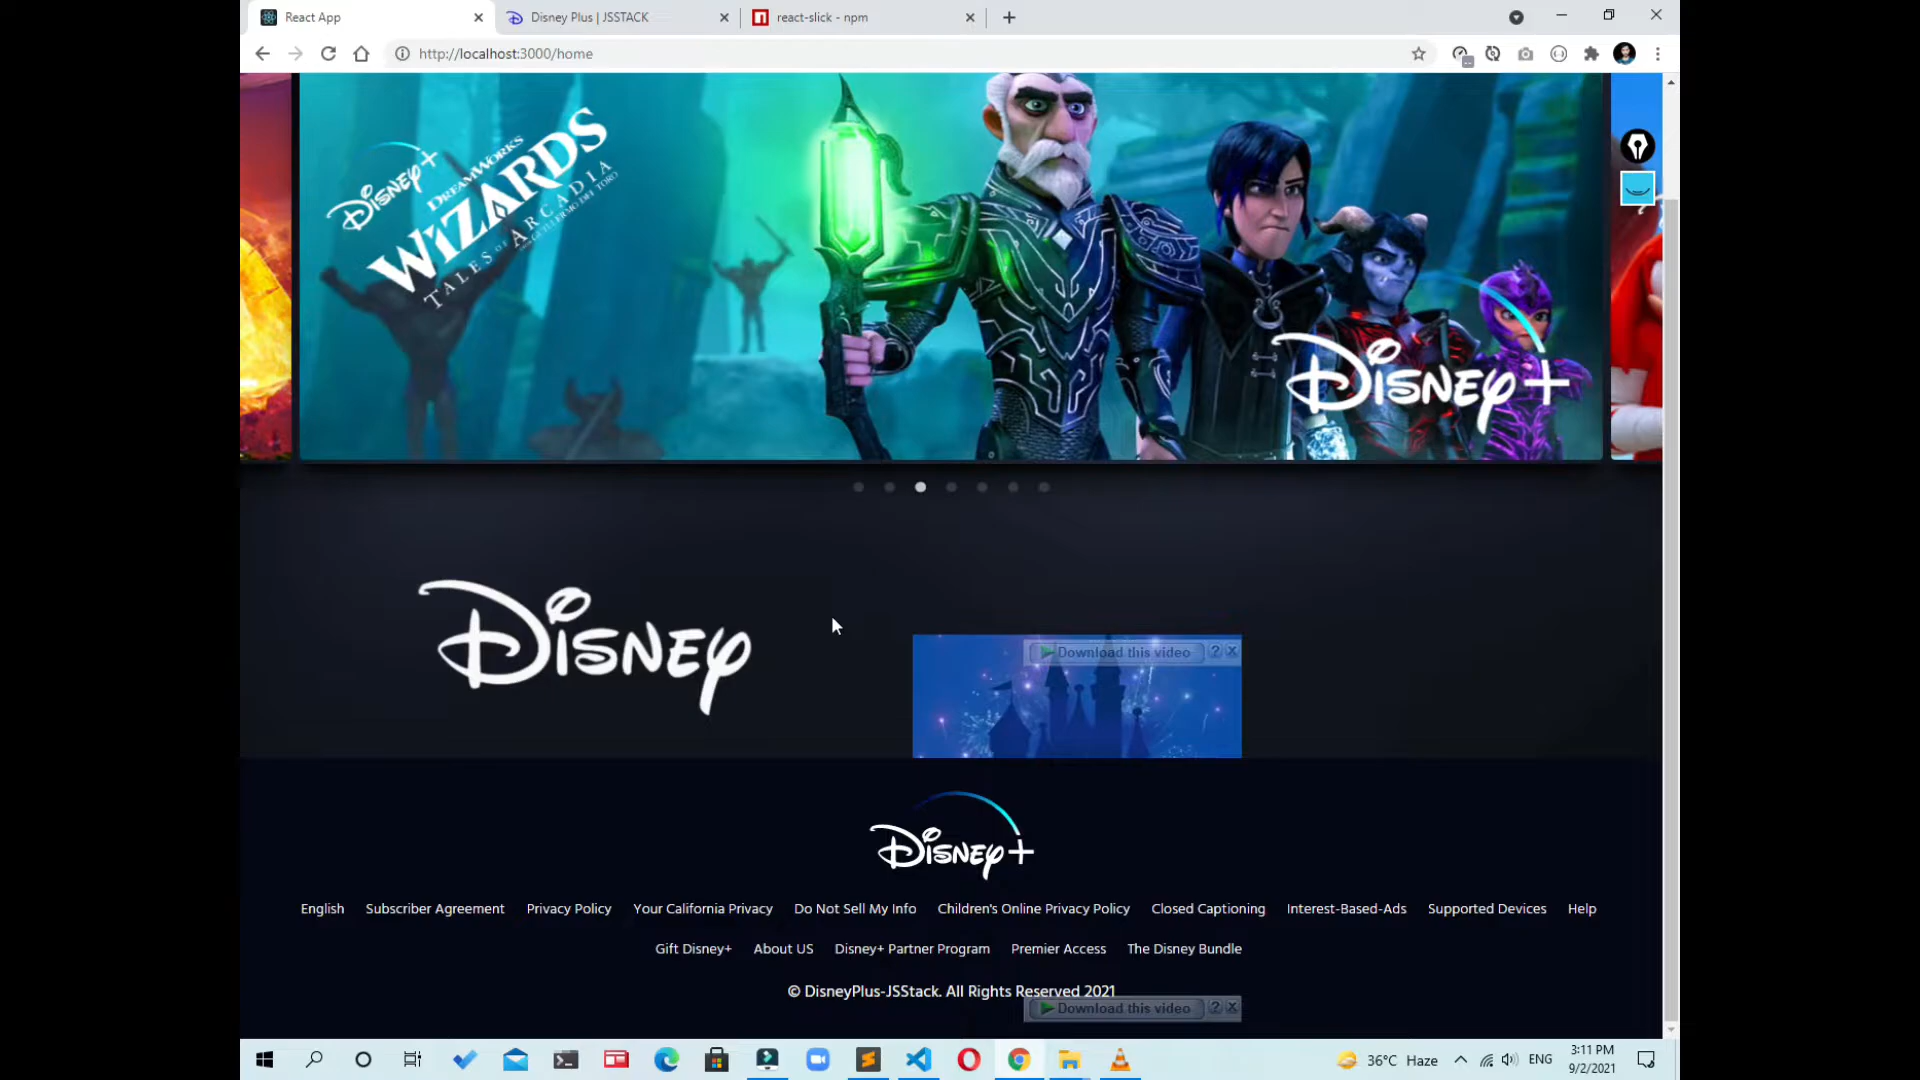 React App
Disney Plus | JSSTACK
react-slick - npm
http://localhost:3000/home
DISNEY+
DREAMWORKS
WIZARDS
TALES OF ARCADIA
DISNEY+
DISNEY
Download this video ?
DISNEY+
English Subscriber Agreement Privacy Policy Your California Privacy Do Not Sell My Info Children's Online Privacy Policy Closed Captioning Interest-Based-Ads Supported Devices Help
Gift Disney+ About US Disney+ Partner Program Premier Access The Disney Bundle
© DisneyPlus-JSStack. All Rights Reserved 2021
Download this video ?
36°C Haze ENG 3:11 PM
9/2/2021